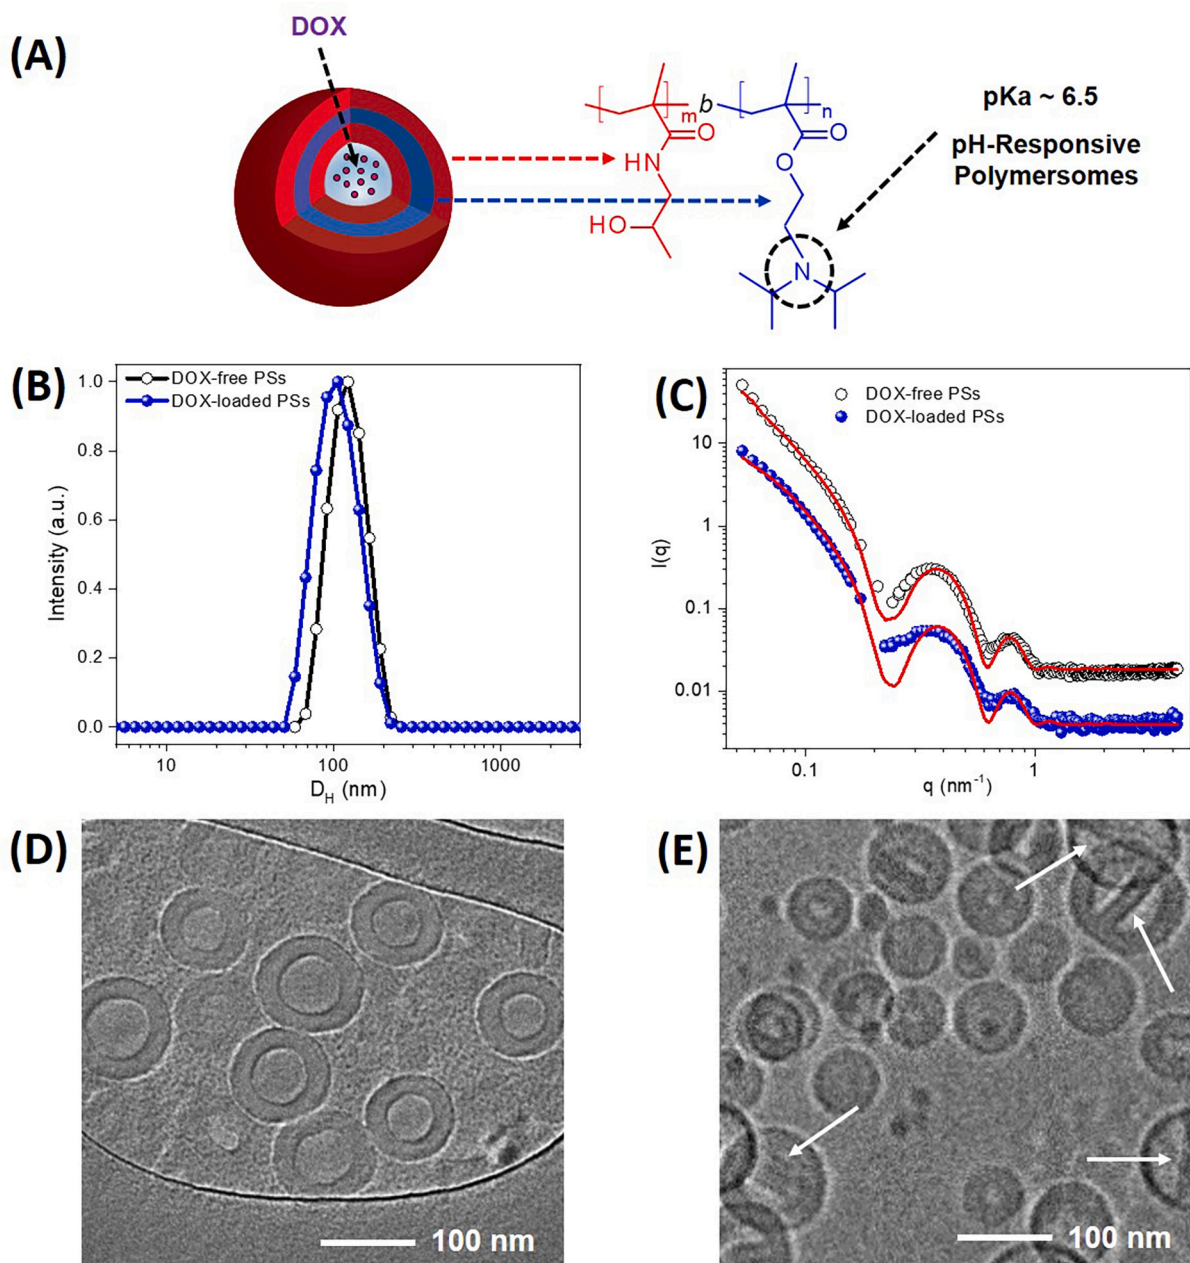 (A)
DOX
m
b
n
O
O
HN
O
HO
N
pKa ~ 6.5
pH-Responsive
Polymersomes
(B)
DOX-free PSs
DOX-loaded PSs
1.0
0.8
0.6
0.4
0.2
0.0
Intensity (a.u.)
10
100
1000
D_H (nm)
(C)
DOX-free PSs
DOX-loaded PSs
10
1
0.1
0.01
I(q)
0.1
1
q (nm⁻¹)
(D)
100 nm
(E)
100 nm